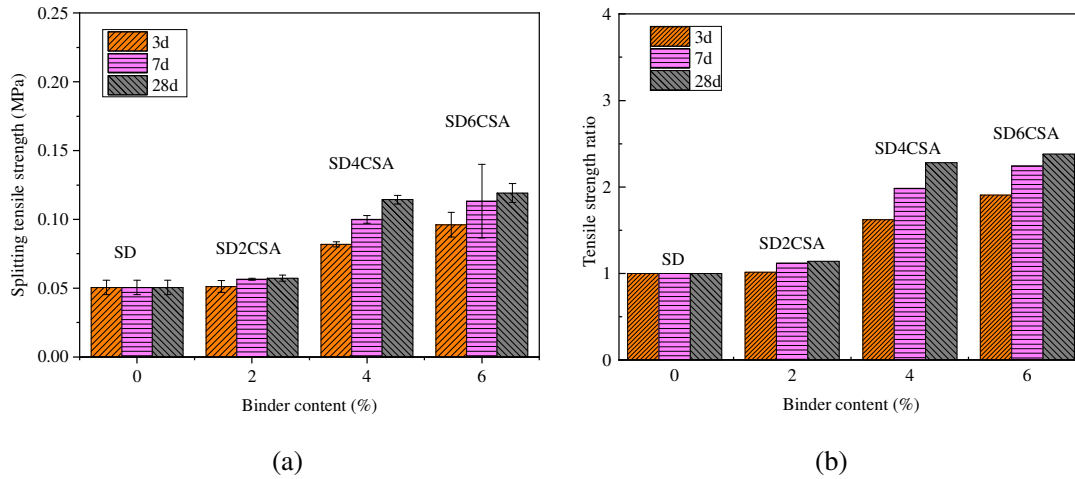 0.25
0.20
0.15
0.10
0.05
0.00
Splitting tensile strength (MPa)
3d
7d
28d
SD
SD2CSA
SD4CSA
SD6CSA
0 2 4 6
Binder content (%)
(a)
4
3
2
1
0
Tensile strength ratio
3d
7d
28d
SD
SD2CSA
SD4CSA
SD6CSA
0 2 4 6
Binder content (%)
(b)